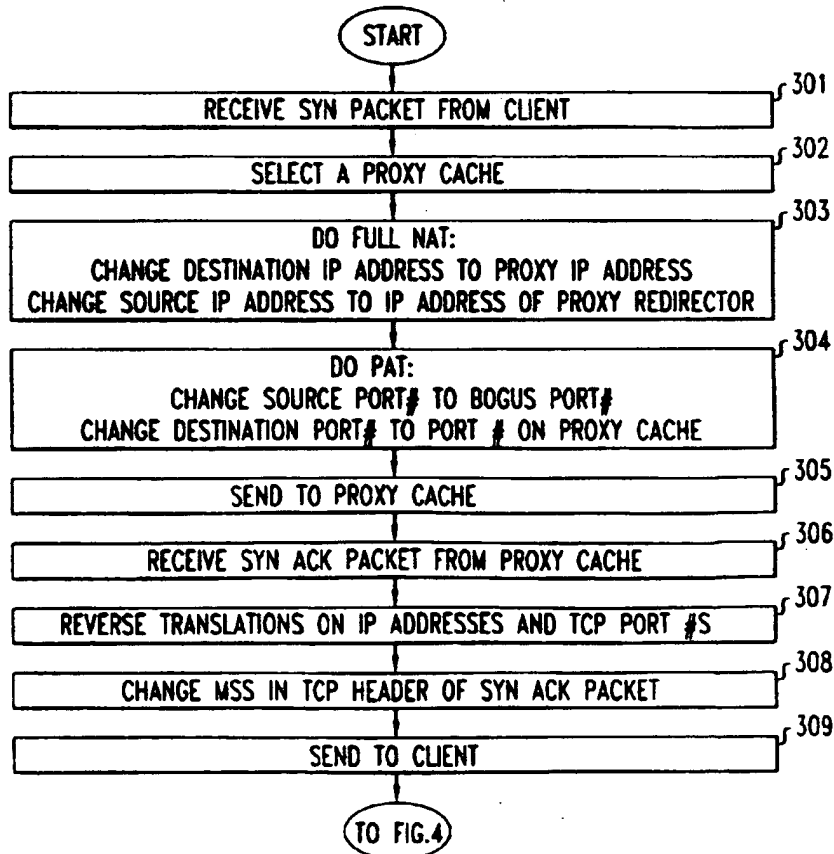 START
301
RECEIVE SYN PACKET FROM CLIENT
302
SELECT A PROXY CACHE
303
DO FULL NAT:
CHANGE DESTINATION IP ADDRESS TO PROXY IP ADDRESS
CHANGE SOURCE IP ADDRESS TO IP ADDRESS OF PROXY REDIRECTOR
304
DO PAT:
CHANGE SOURCE PORT# TO BOGUS PORT#
CHANGE DESTINATION PORT# TO PORT # ON PROXY CACHE
305
SEND TO PROXY CACHE
306
RECEIVE SYN ACK PACKET FROM PROXY CACHE
307
REVERSE TRANSLATIONS ON IP ADDRESSES AND TCP PORT #S
308
CHANGE MSS IN TCP HEADER OF SYN ACK PACKET
309
SEND TO CLIENT
TO FIG.4